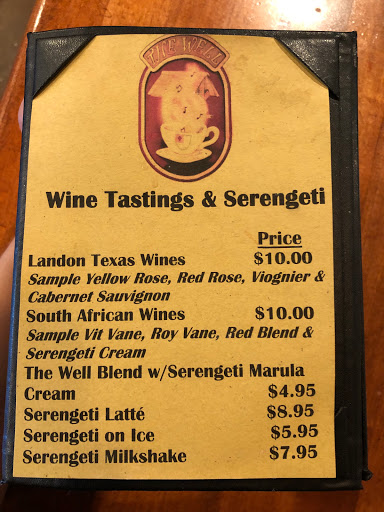 THE WELL
Wine Tastings & Serengeti
Price
Landon Texas Wines $10.00
Sample Yellow Rose, Red Rose, Viognier &
Cabernet Sauvignon
South African Wines $10.00
Sample Vit Vane, Roy Vane, Red Blend &
Serengeti Cream
The Well Blend w/Serengeti Marula
Cream $4.95
Serengeti Latté $8.95
Serengeti on Ice $5.95
Serengeti Milkshake $7.95